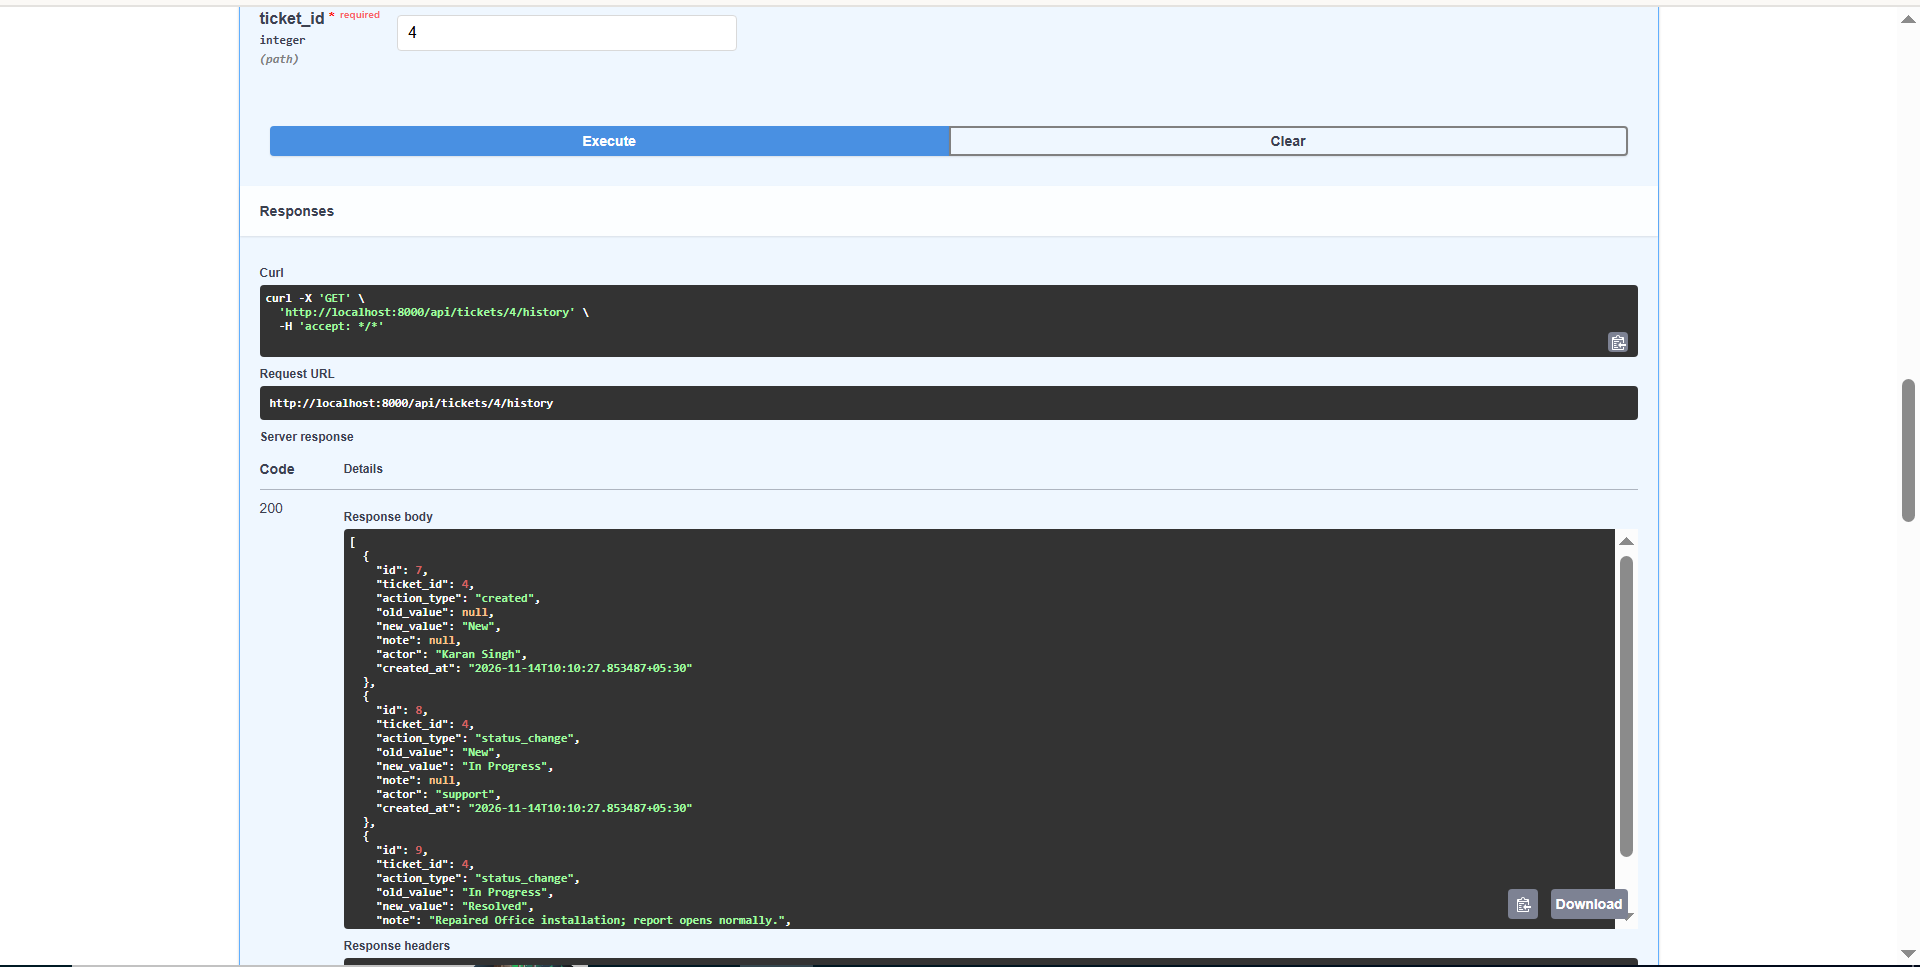 ticket_id * required
integer
(path)
4
Execute
Clear
Responses
Curl
curl -X 'GET' \
  'http://localhost:8000/api/tickets/4/history' \
  -H 'accept: */*'
Request URL
http://localhost:8000/api/tickets/4/history
Server response
Code
Details
200
Response body
[
  {
    "id": 7,
    "ticket_id": 4,
    "action_type": "created",
    "old_value": null,
    "new_value": "New",
    "note": null,
    "actor": "Karan Singh",
    "created_at": "2026-11-14T10:10:27.853487+05:30"
  },
  {
    "id": 8,
    "ticket_id": 4,
    "action_type": "status_change",
    "old_value": "New",
    "new_value": "In Progress",
    "note": null,
    "actor": "support",
    "created_at": "2026-11-14T10:10:27.853487+05:30"
  },
  {
    "id": 9,
    "ticket_id": 4,
    "action_type": "status_change",
    "old_value": "In Progress",
    "new_value": "Resolved",
    "note": "Repaired Office installation; report opens normally.",
Download
Response headers